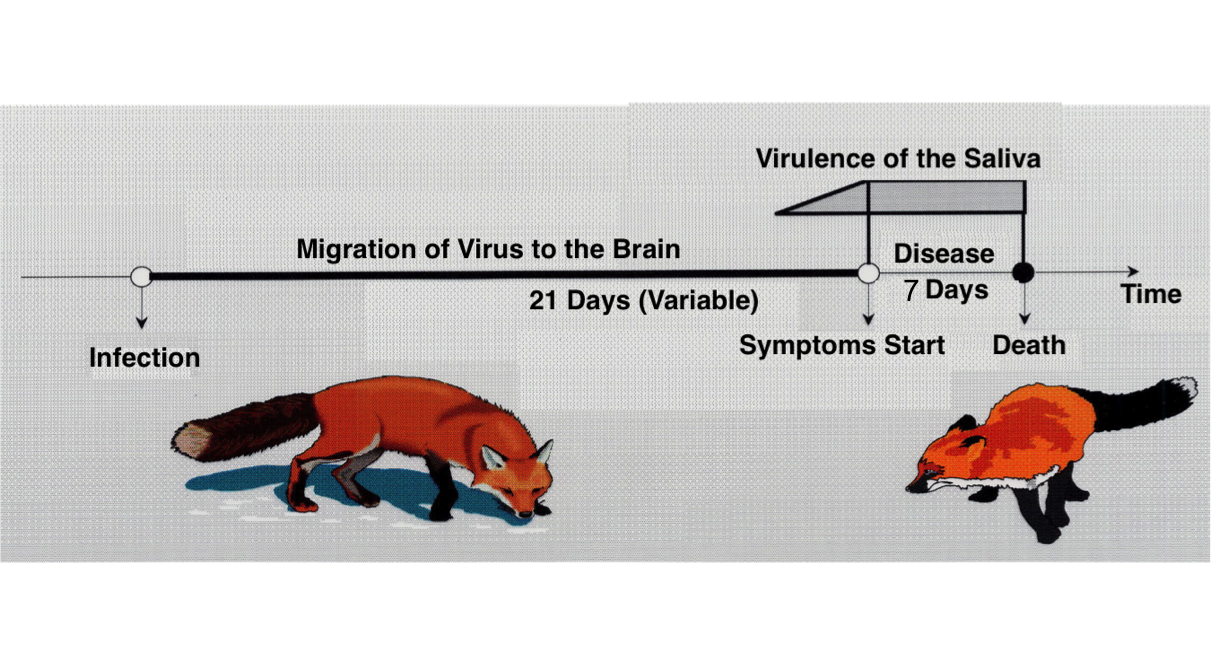 Virulence of the Saliva
Migration of Virus to the Brain
Disease
21 Days (Variable)
7 Days
Time
Infection
Symptoms Start
Death